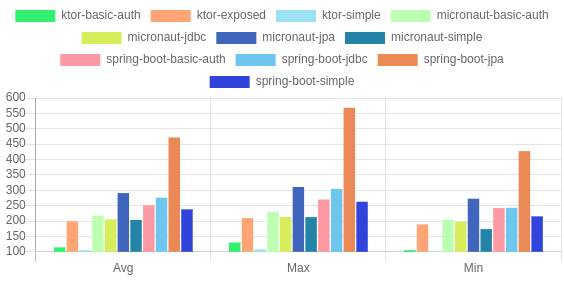 ktor-basic-auth ktor-exposed ktor-simple micronaut-basic-auth
micronaut-jdbc micronaut-jpa micronaut-simple
spring-boot-basic-auth spring-boot-jdbc spring-boot-jpa
spring-boot-simple
600
550
500
450
400
350
300
250
200
150
100
Avg Max Min